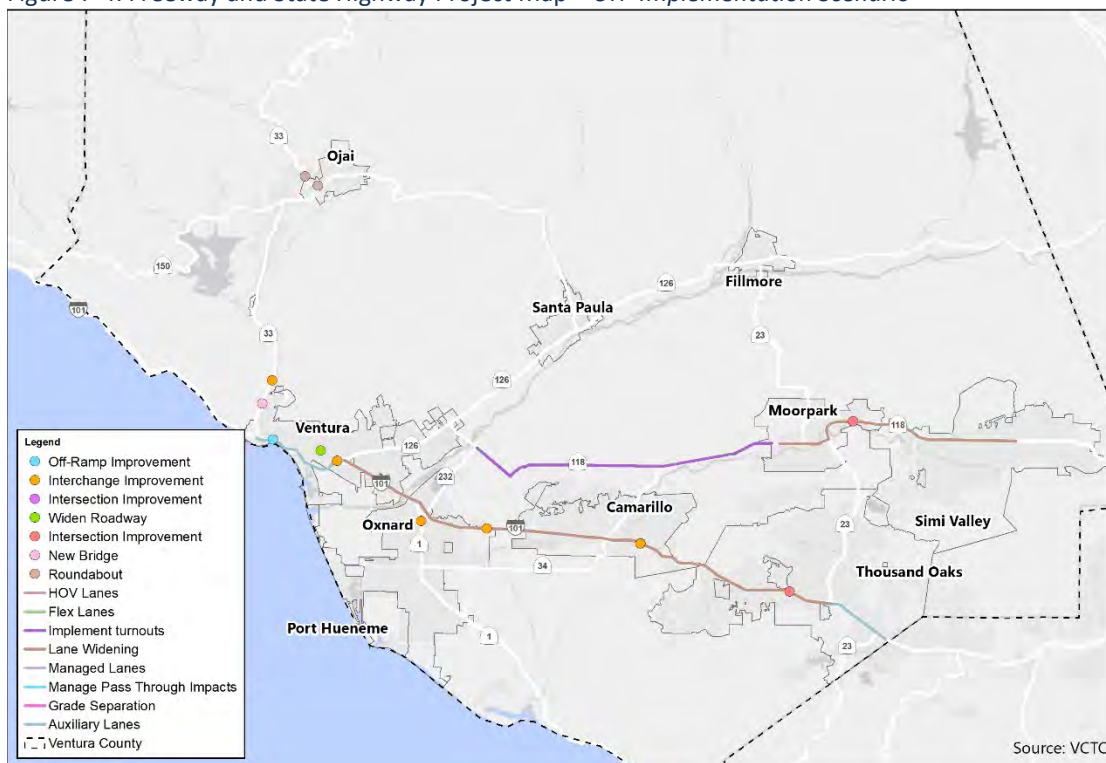 Figure Freeway and State Highway Project Map – Implementation Scenario
33
Ojai
150
101
33
Santa Paula
126
Fillmore
126
23
126
Moorpark
118
Ventura
126
118
232
101
Camarillo
Oxnard
101
Simi Valley
1
34
23
Thousand Oaks
Port Hueneme
1
23
Legend
Off-Ramp Improvement
Interchange Improvement
Intersection Improvement
Widen Roadway
Intersection Improvement
New Bridge
Roundabout
HOV Lanes
Flex Lanes
Implement turnouts
Lane Widening
Managed Lanes
Manage Pass Through Impacts
Grade Separation
Auxiliary Lanes
Ventura County
Source: VCTC